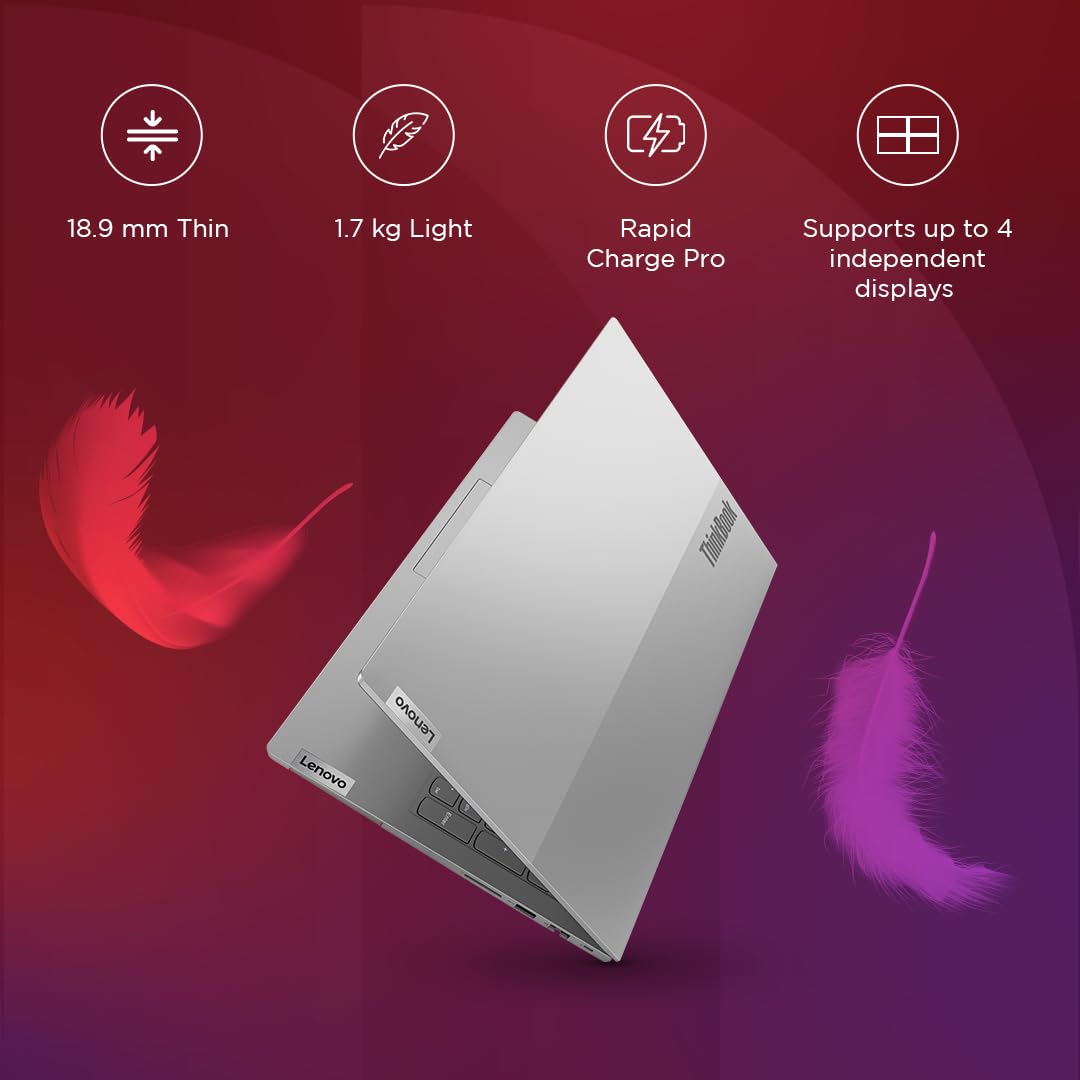 18.9 mm Thin
1.7 kg Light
Rapid
Charge Pro
Supports up to 4
independent
displays
ThinkBook
Lenovo
Lenovo
Enter
+